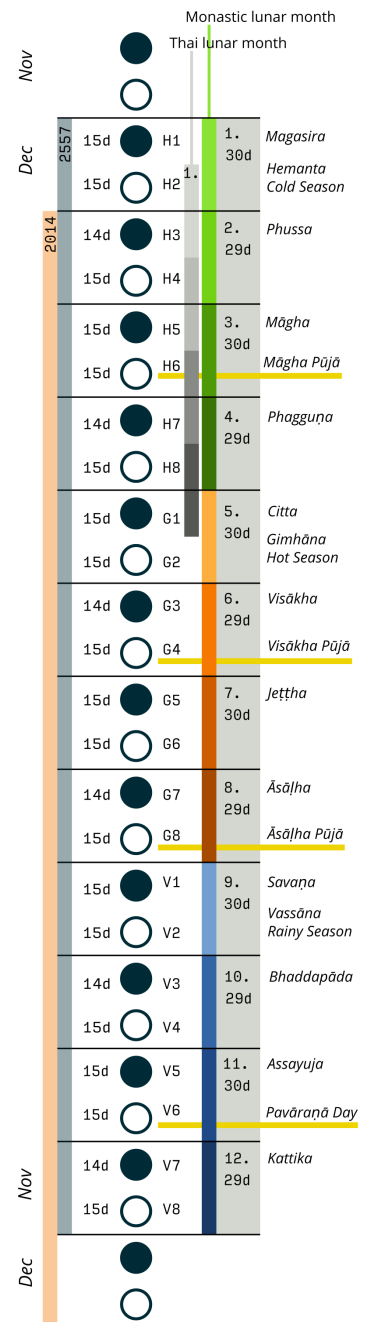 Monastic lunar month
Thai lunar month
Nov
Dec
2557
15d H1 1. Magasira
30d
15d H2 1. Hemanta
Cold Season
2014
14d H3 2. Phussa
29d
15d H4
15d H5 3. Māgha
30d
15d H6 Māgha Pūjā
14d H7 4. Phagguṇa
29d
15d H8
15d G1 5. Citta
30d
15d G2 Gimhāna
Hot Season
14d G3 6. Visākha
29d
15d G4 Visākha Pūjā
15d G5 7. Jeṭṭha
30d
15d G6
14d G7 8. Āsāḷha
29d
15d G8 Āsāḷha Pūjā
15d V1 9. Savaṇa
30d
15d V2 Vassāna
Rainy Season
14d V3 10. Bhaddapāda
29d
15d V4
15d V5 11. Assayuja
30d
15d V6 Pavāraṇā Day
14d V7 12. Kattika
29d
15d V8
Nov
Dec